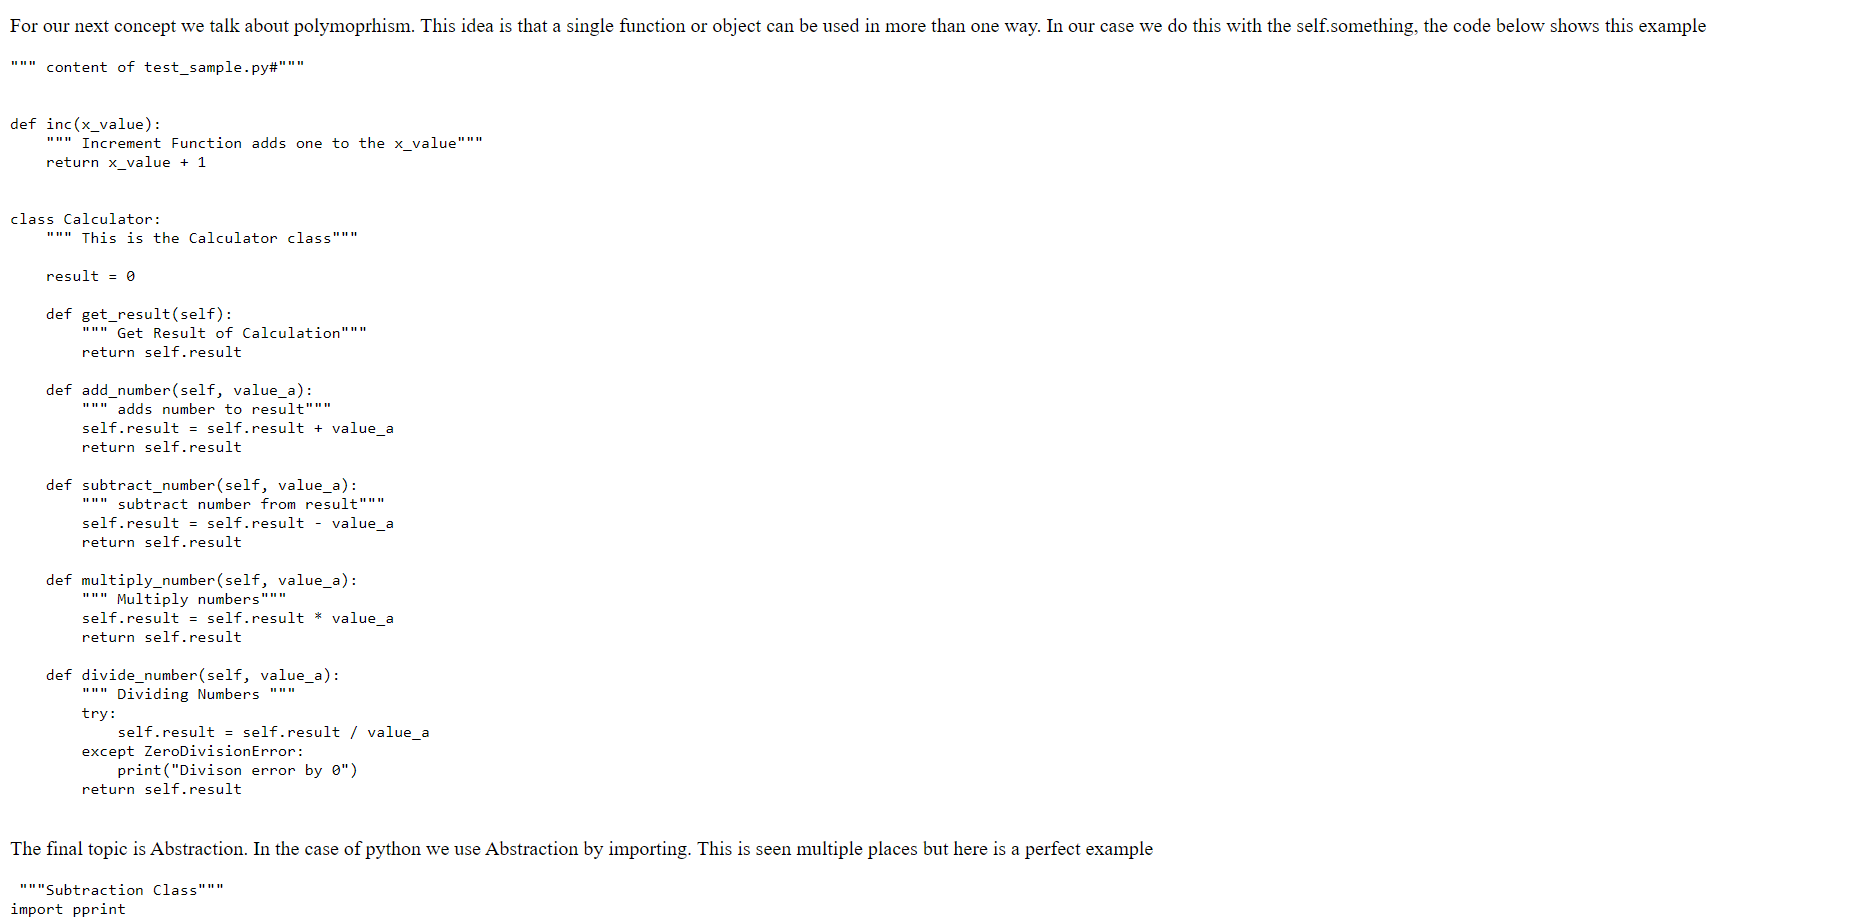 For our next concept we talk about polymoprhism. This idea is that a single function or object can be used in more than one way. In our case we do this with the self.something, the code below shows this example
""" content of test_sample.py#"""
def inc(x_value):
    """ Increment Function adds one to the x_value"""
    return x_value + 1
class Calculator:
    """ This is the Calculator class"""
    result = 0
    def get_result(self):
        """ Get Result of Calculation"""
        return self.result
    def add_number(self, value_a):
        """ adds number to result"""
        self.result = self.result + value_a
        return self.result
    def subtract_number(self, value_a):
        """ subtract number from result"""
        self.result = self.result - value_a
        return self.result
    def multiply_number(self, value_a):
        """ Multiply numbers"""
        self.result = self.result * value_a
        return self.result
    def divide_number(self, value_a):
        """ Dividing Numbers """
        try:
            self.result = self.result / value_a
        except ZeroDivisionError:
            print("Divison error by 0")
        return self.result
The final topic is Abstraction. In the case of python we use Abstraction by importing. This is seen multiple places but here is a perfect example
 """Subtraction Class"""
import pprint